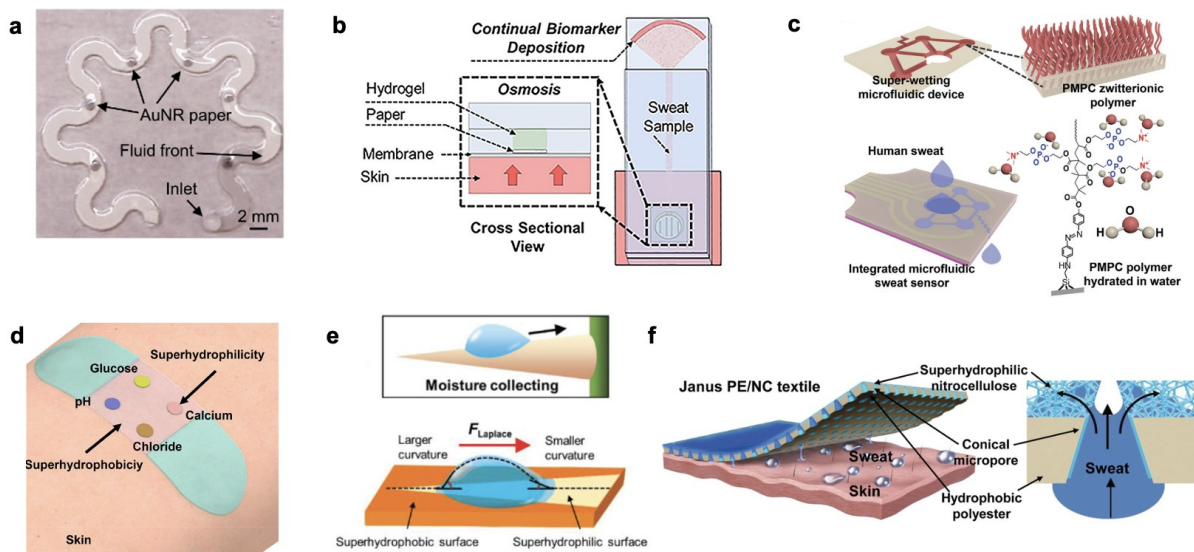 a
AuNR paper
Fluid front
Inlet
2 mm
b
Continual Biomarker
Deposition
Osmosis
Hydrogel
Paper
Membrane
Skin
Sweat
Sample
Cross Sectional
View
c
Super-wetting
microfluidic device
PMPC zwitterionic
polymer
Human sweat
Integrated microfluidic
sweat sensor
O
H
H
PMPC polymer
hydrated in water
d
Superhydrophilicity
Glucose
pH
Calcium
Chloride
Superhydrophobiciy
Skin
e
Moisture collecting
FLaplace
Larger
curvature
Smaller
curvature
Superhydrophobic surface
Superhydrophilic surface
f
Janus PE/NC textile
Superhydrophilic
nitrocellulose
Conical
micropore
Hydrophobic
polyester
Sweat
Skin
Sweat